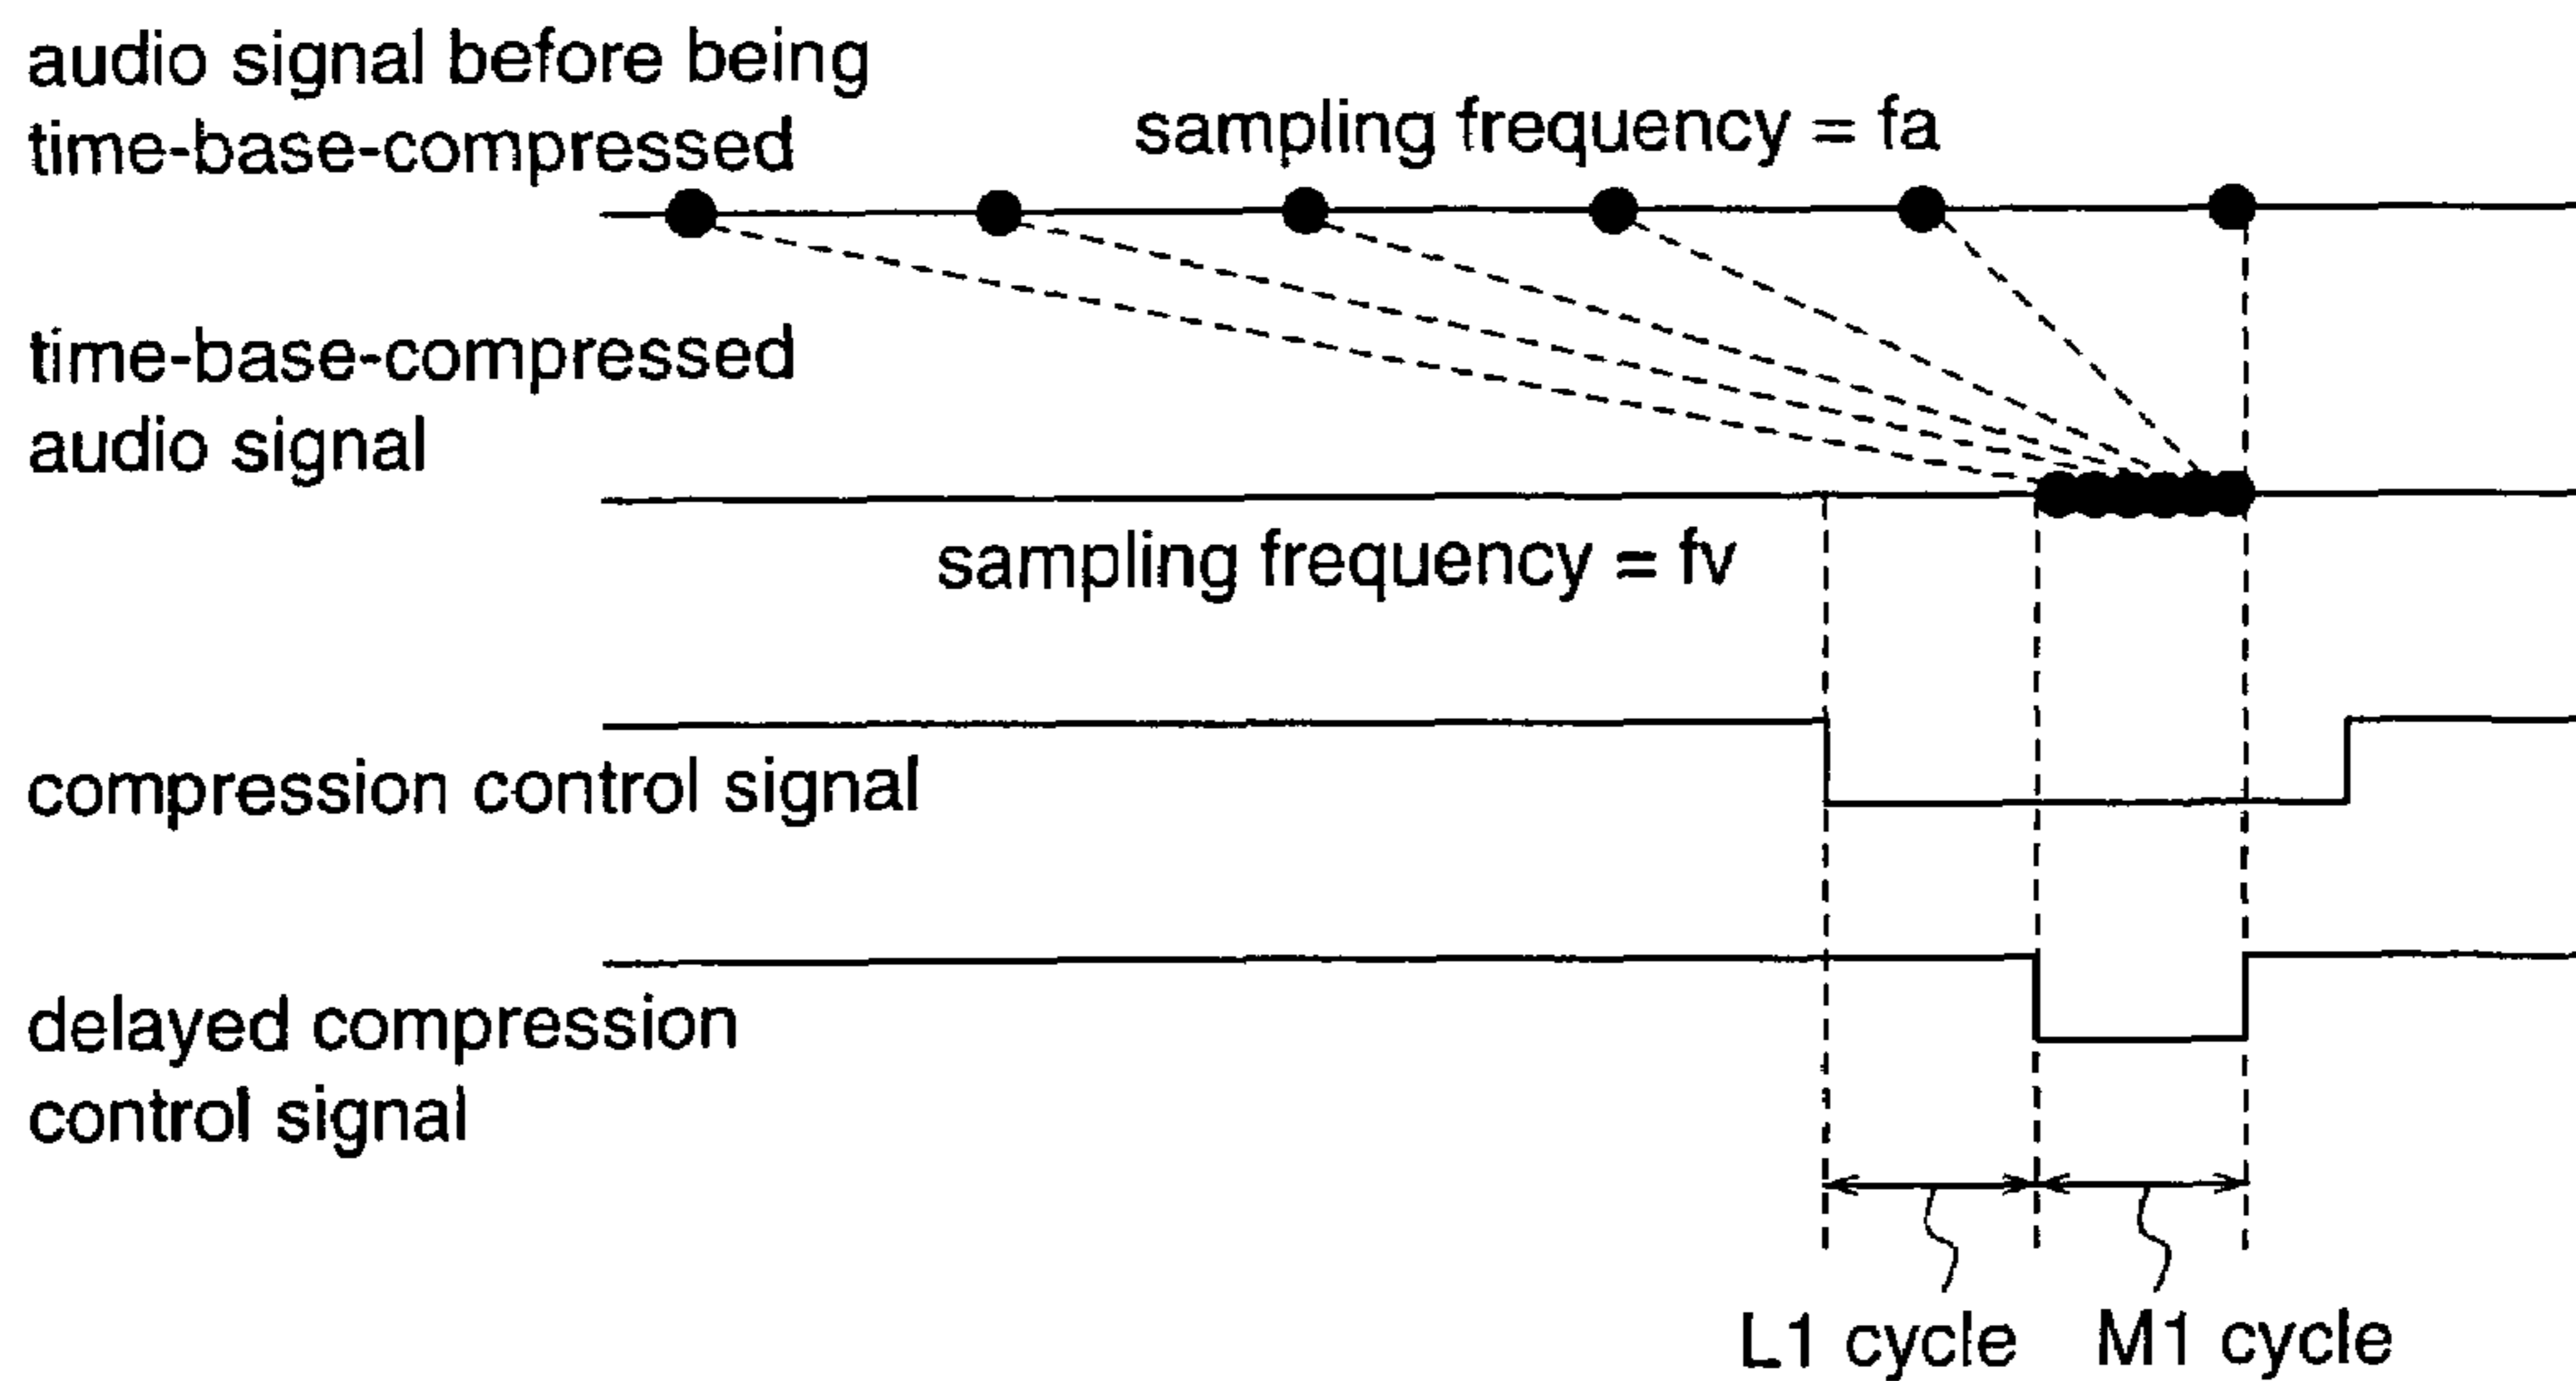 audio signal before being
time-base-compressed
sampling frequency = fa
time-base-compressed
audio signal
sampling frequency = fv
compression control signal
delayed compression
control signal
L1 cycle
M1 cycle